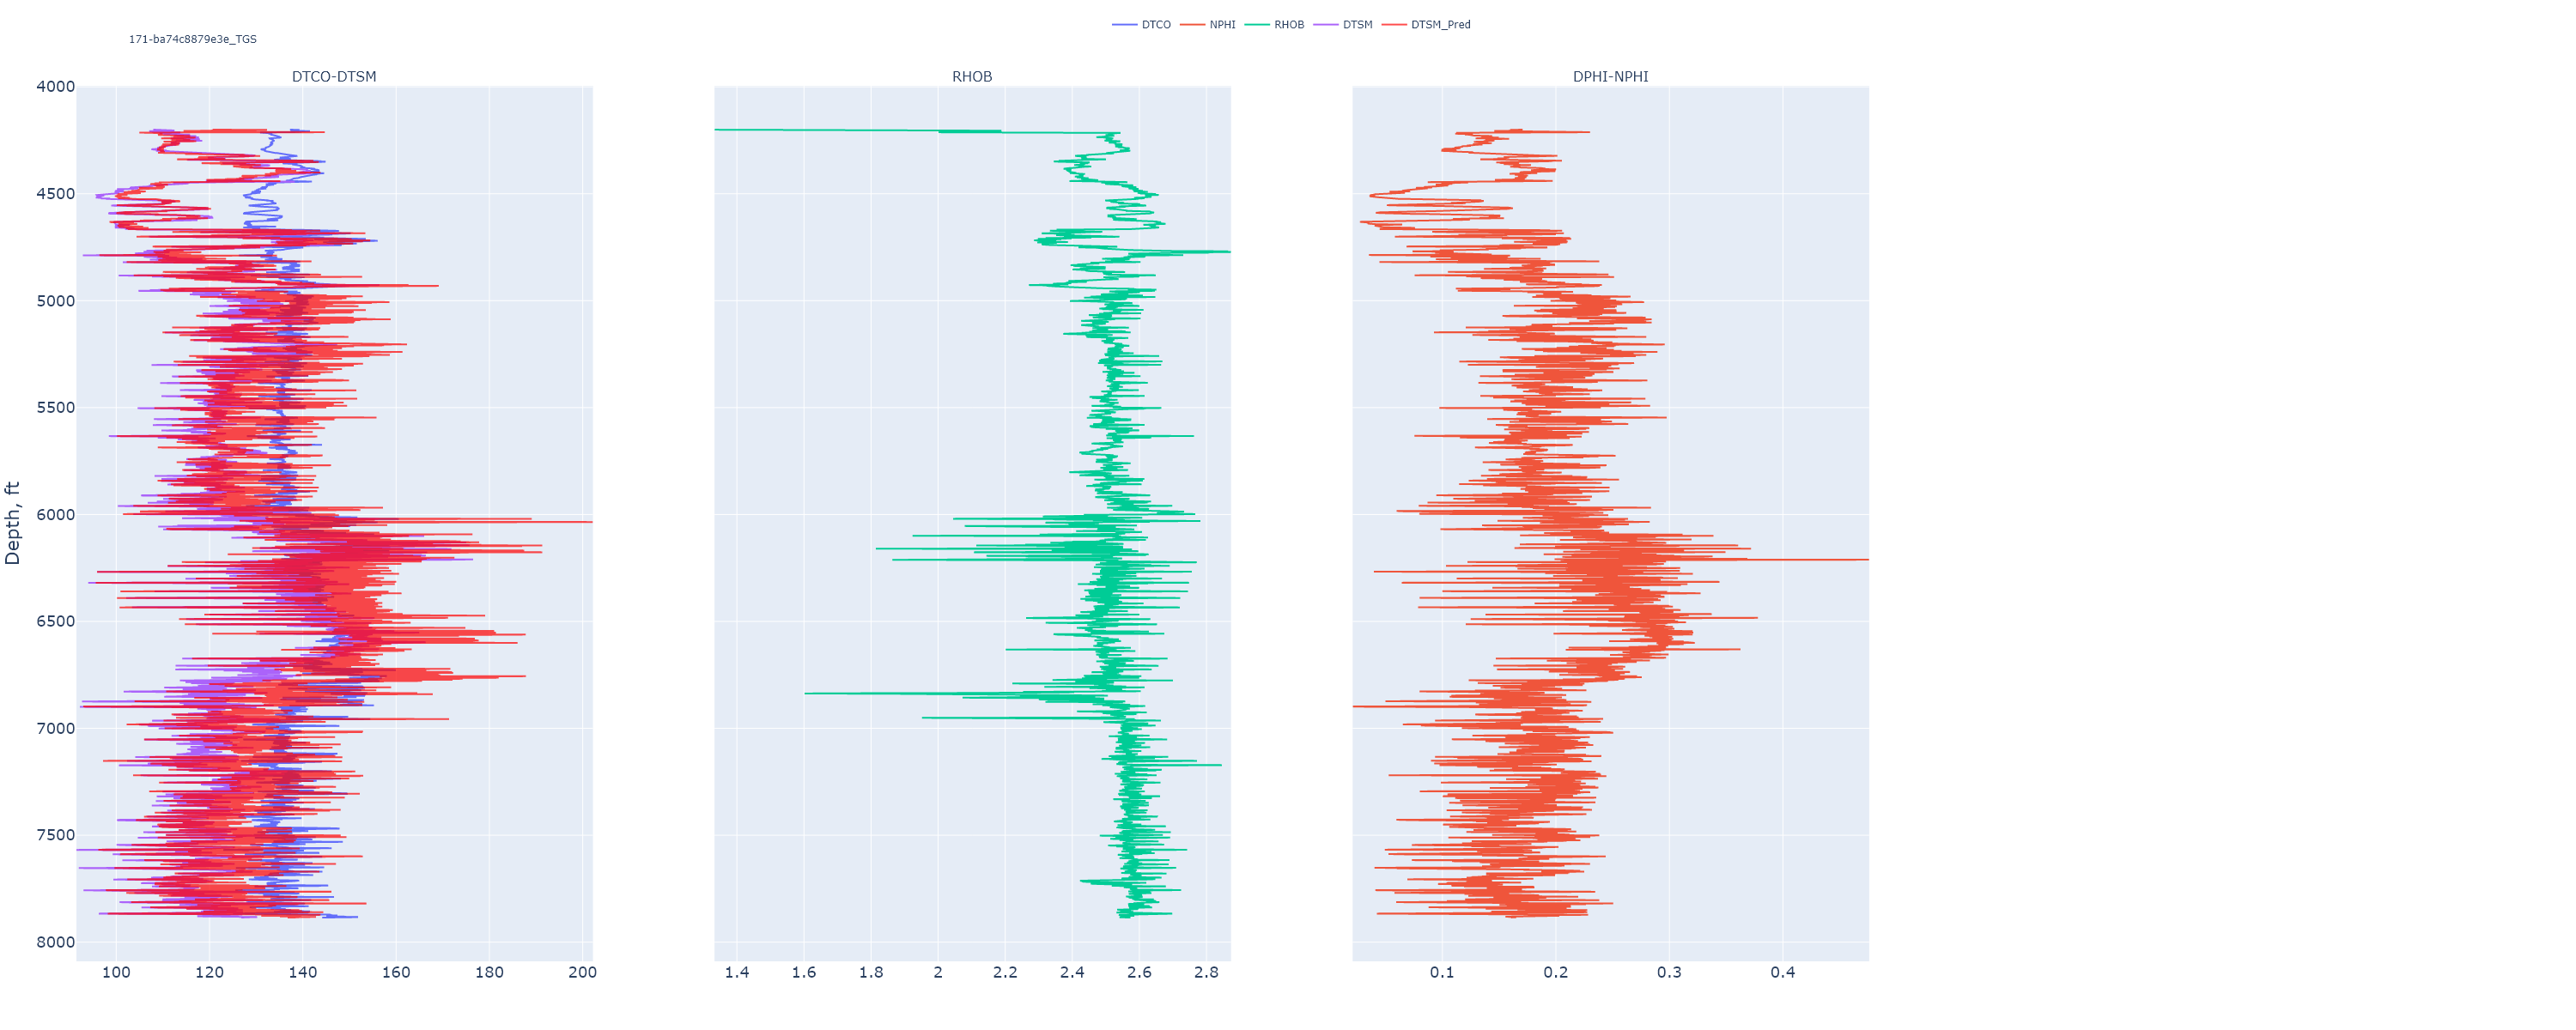 DTCO NPHI RHOB DTSM DTSM_Pred
171-ba74c8879e3e_TGS
DTCO-DTSM RHOB DPHI-NPHI
Depth, ft
4000
4500
5000
5500
6000
6500
7000
7500
8000
100 120 140 160 180 200
1.4 1.6 1.8 2 2.2 2.4 2.6 2.8
0.1 0.2 0.3 0.4